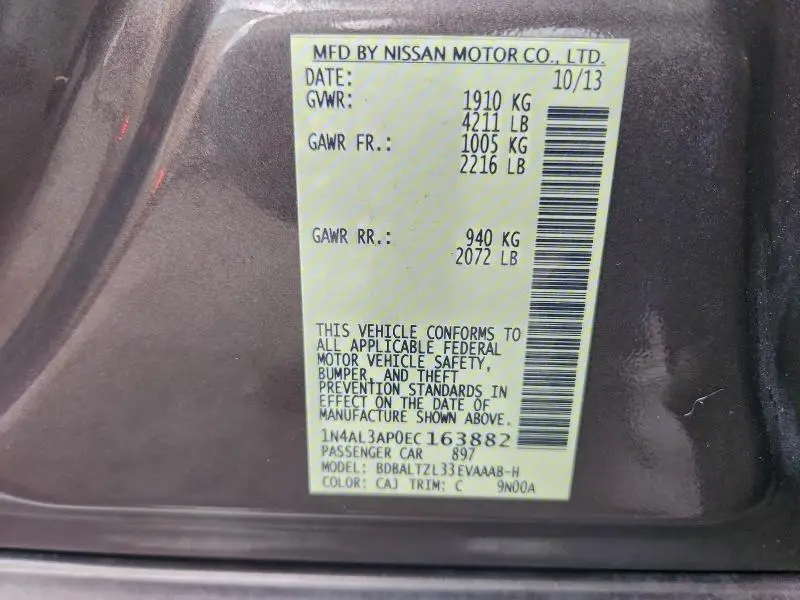 MFD BY NISSAN MOTOR CO., LTD.
DATE: 10/13
GVWR: 1910 KG
4211 LB
GAWR FR.: 1005 KG
2216 LB
GAWR RR.: 940 KG
2072 LB
THIS VEHICLE CONFORMS TO
ALL APPLICABLE FEDERAL
MOTOR VEHICLE SAFETY,
BUMPER, AND THEFT
PREVENTION STANDARDS IN
EFFECT ON THE DATE OF
MANUFACTURE SHOWN ABOVE.
1N4AL3AP0EC163882
PASSENGER CAR 897
MODEL: BDBALTZL33EVAAAB-H
COLOR: CAJ TRIM: C 9N00A